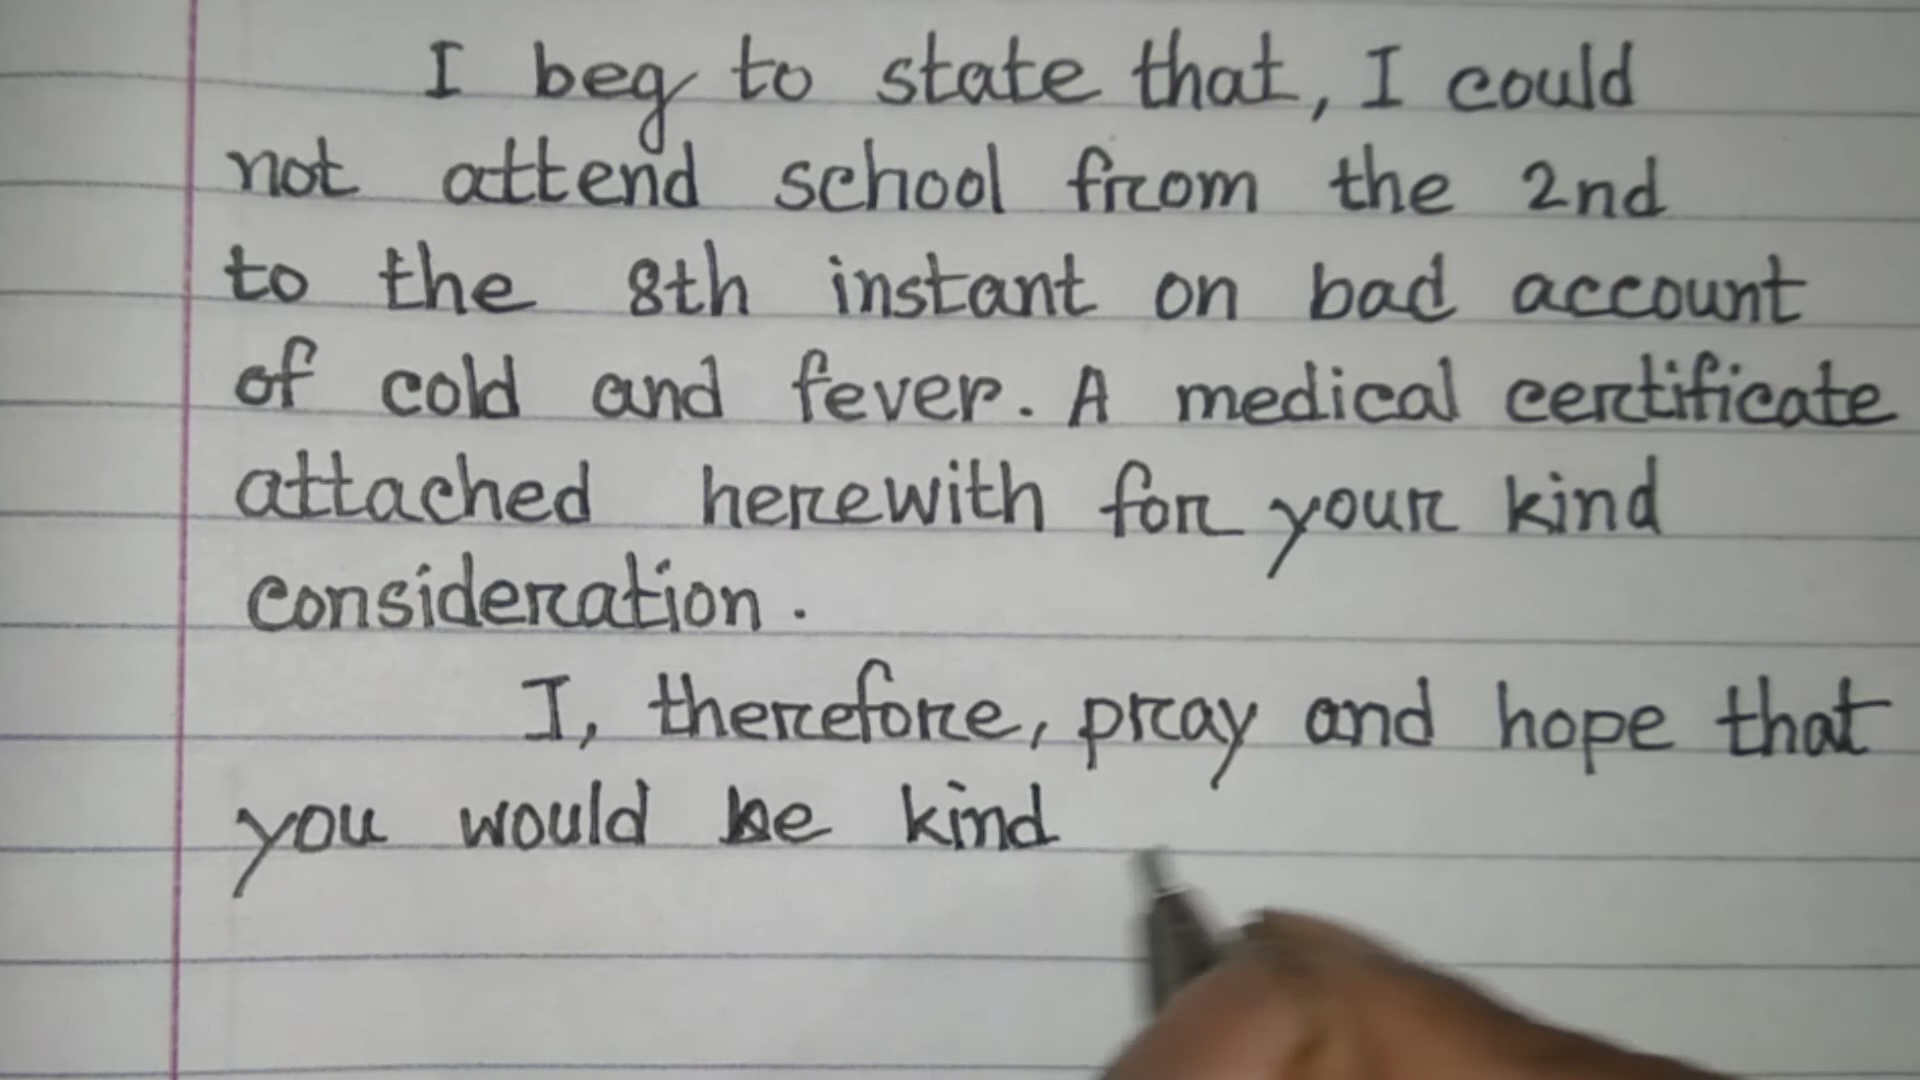 I beg to state that, I could
not attend school from the 2nd
to the 8th instant on bad account
of cold and fever. A medical certificate
attached herewith for your kind
consideration.
I, therefore, pray and hope that
you would be kind